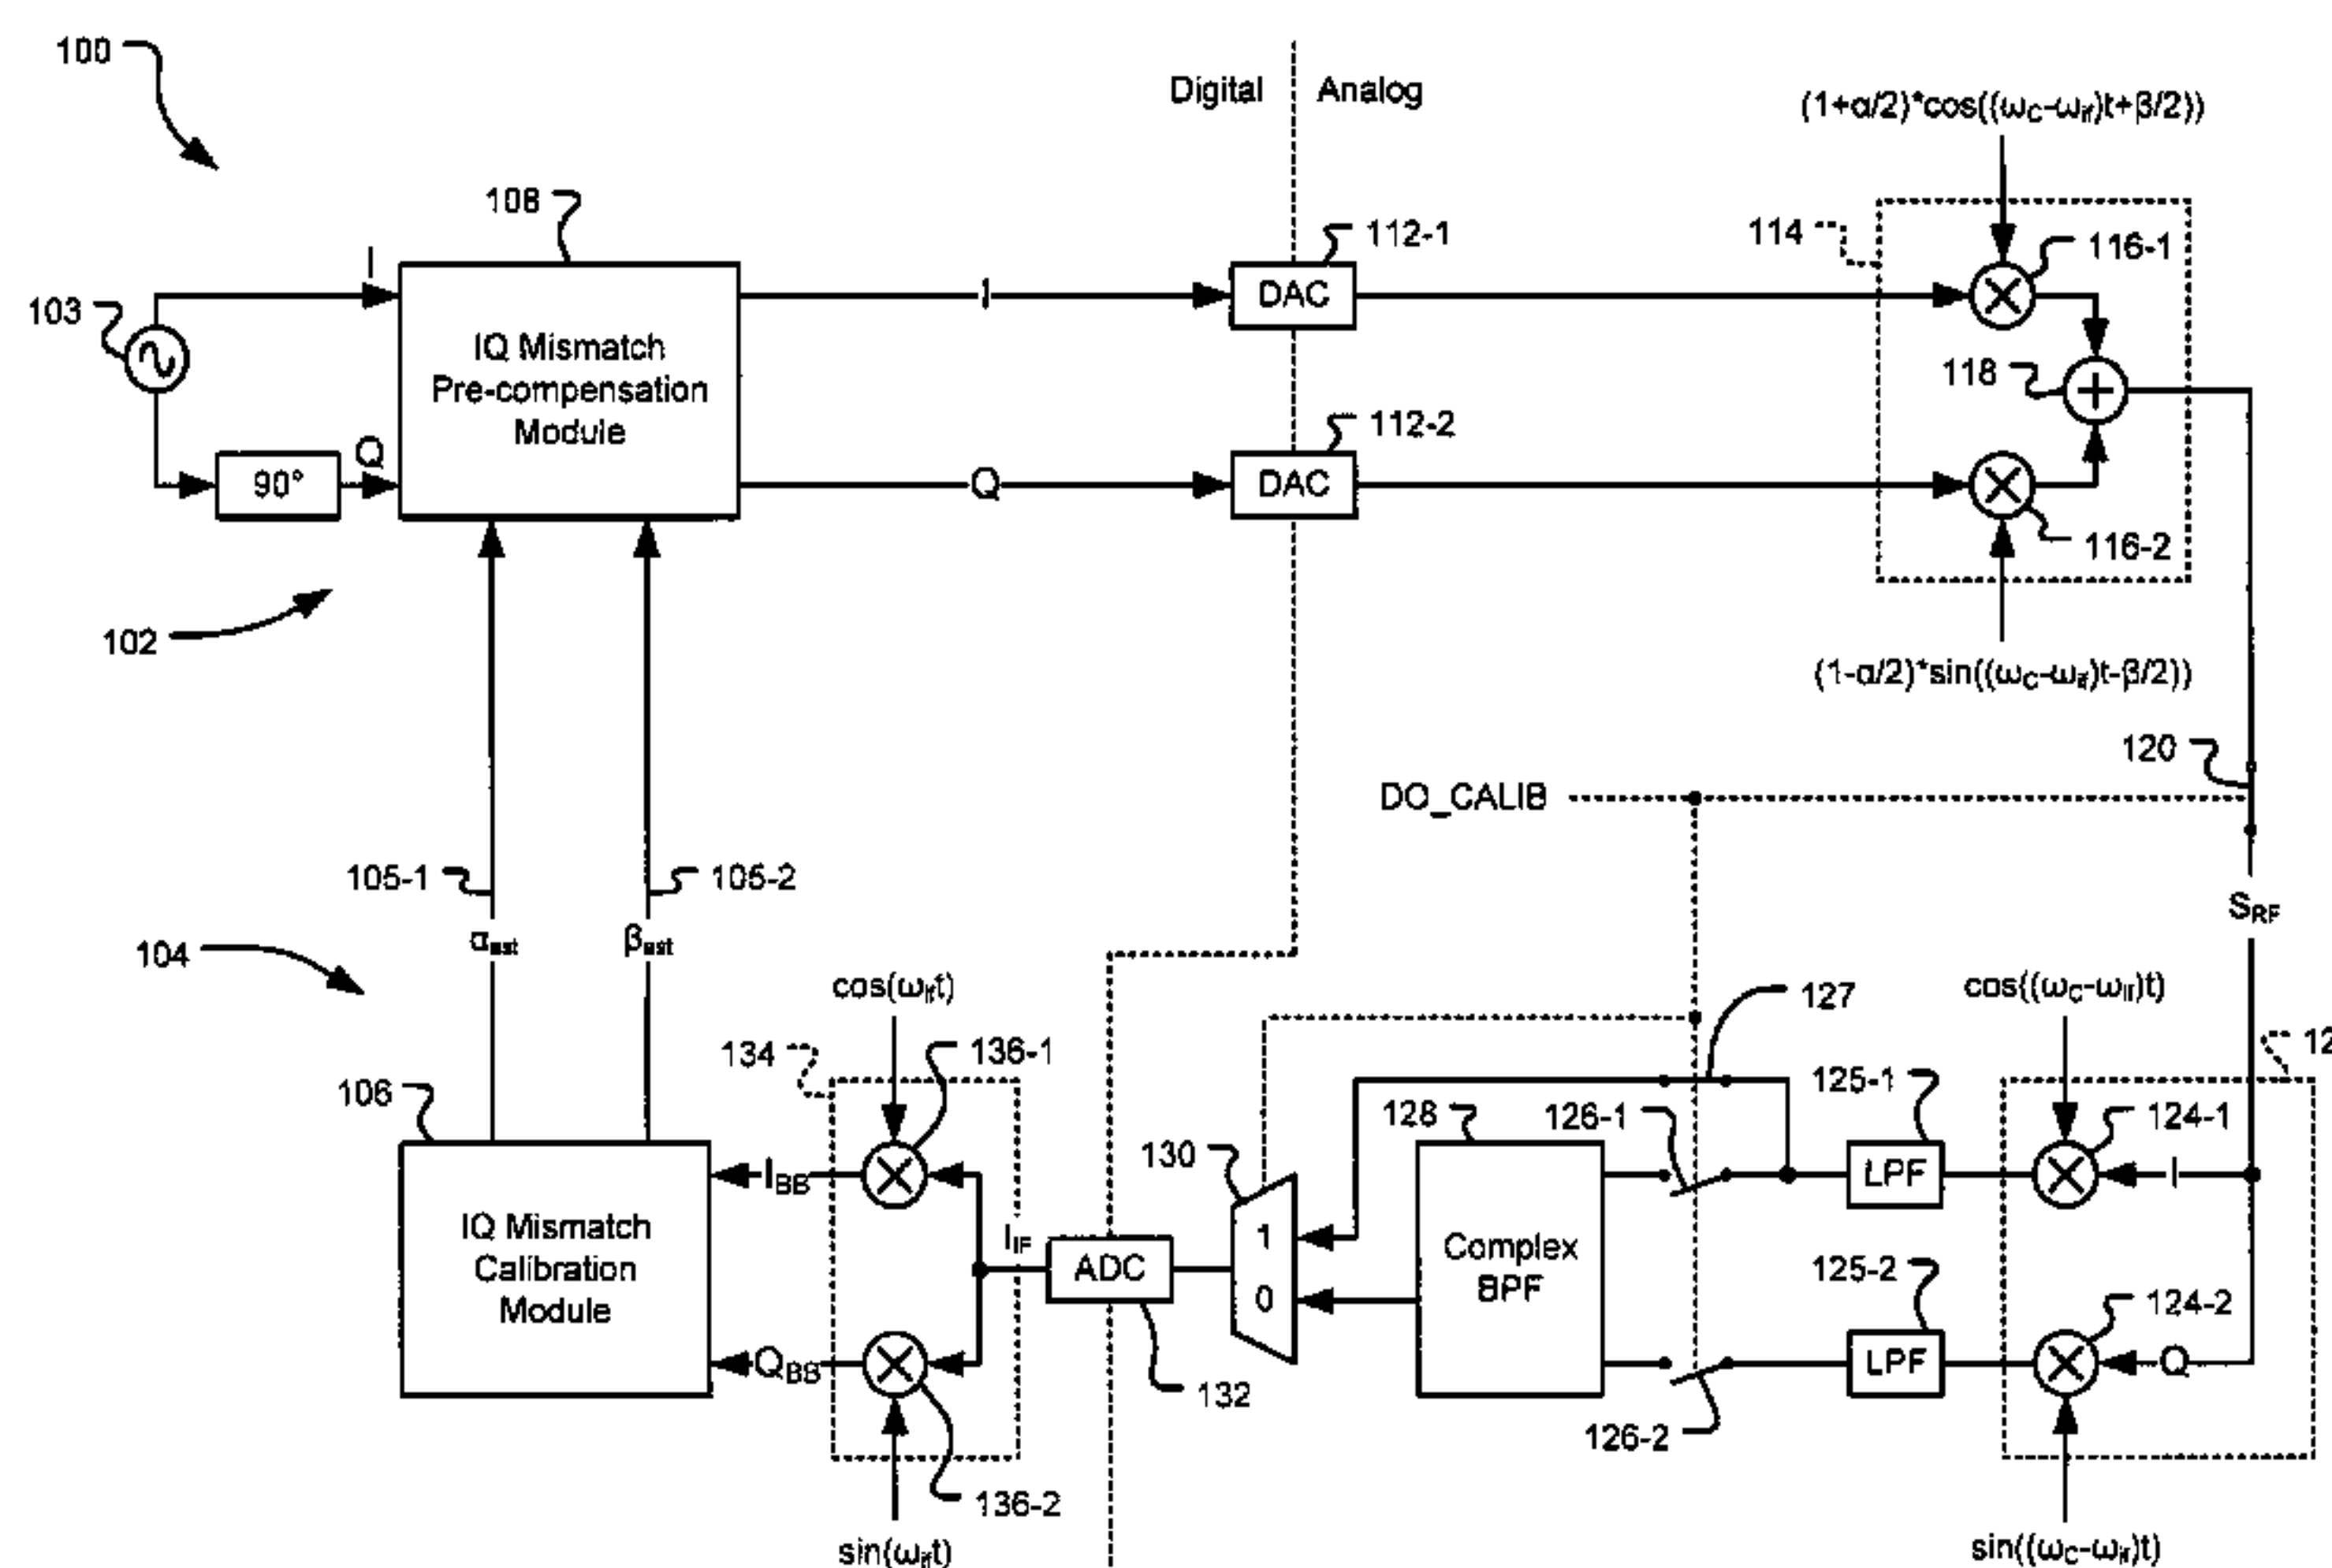 100
Digital
Analog
(1+α/2)*cos((ωC-ωif)t+β/2))
108
114
112-1
116-1
I
103
I
DAC
IQ Mismatch
Pre-compensation
Module
118
112-2
Q
90°
Q
DAC
116-2
102
(1-α/2)*sin((ωC-ωif)t-β/2))
120
DO_CALIB
105-1
105-2
SRF
αest
βest
104
cos(ωift)
cos((ωC-ωif)t)
127
134
136-1
12
106
125-1
128
126-1
124-1
130
IBB
LPF
I
IQ Mismatch
Calibration
Module
IIF
ADC
1
0
Complex
BPF
125-2
124-2
QBB
LPF
Q
132
126-2
136-2
sin(ωift)
sin((ωC-ωif)t)